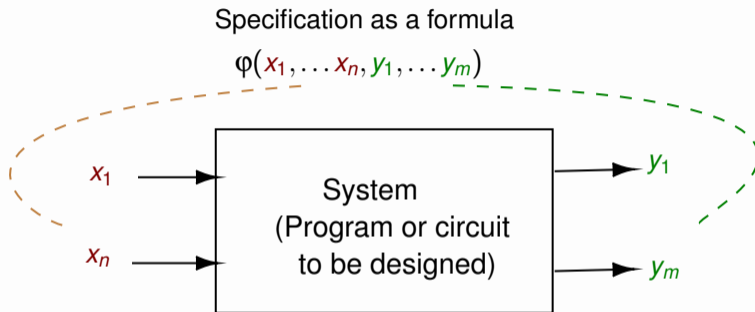 Specification as a formula
φ(x₁,...xₙ,y₁,...yₘ)
x₁
System
y₁
(Program or circuit
xₙ
to be designed)
yₘ